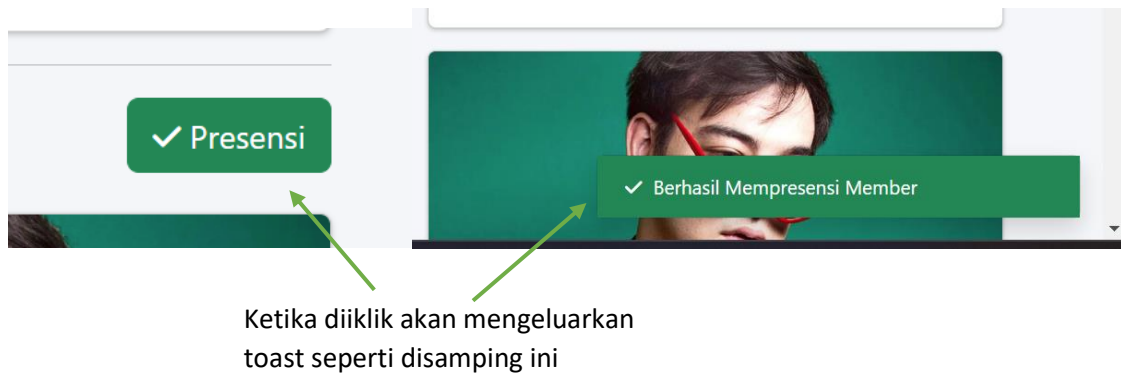 Presensi
Berhasil Mempresensi Member
Ketika diiklik akan mengeluarkan
toast seperti disamping ini